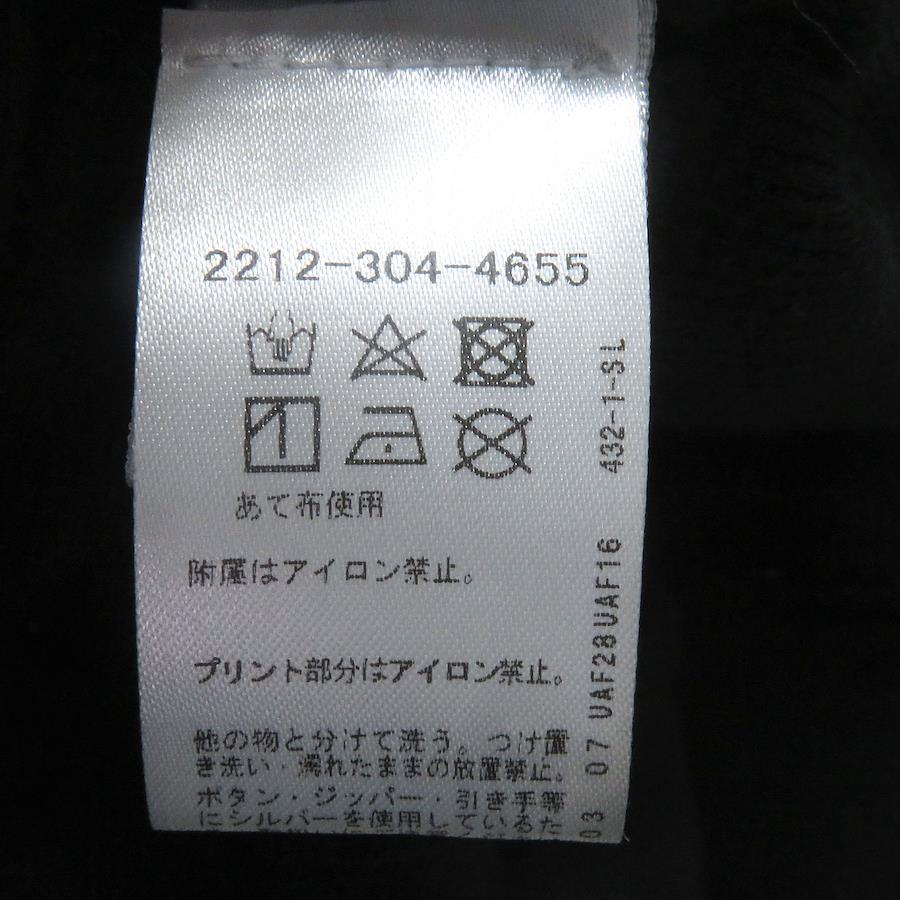 2212-304-4655
あて布使用
附属はアイロン禁止。
プリント部分はアイロン禁止。
他の物と分けて洗う。つけ置
き洗い・濡れたままの放置禁止。
ボタン・ジッパー・引き手等
にシルバーを使用しているた
432-1-SL
03 07 UAF28UAF16